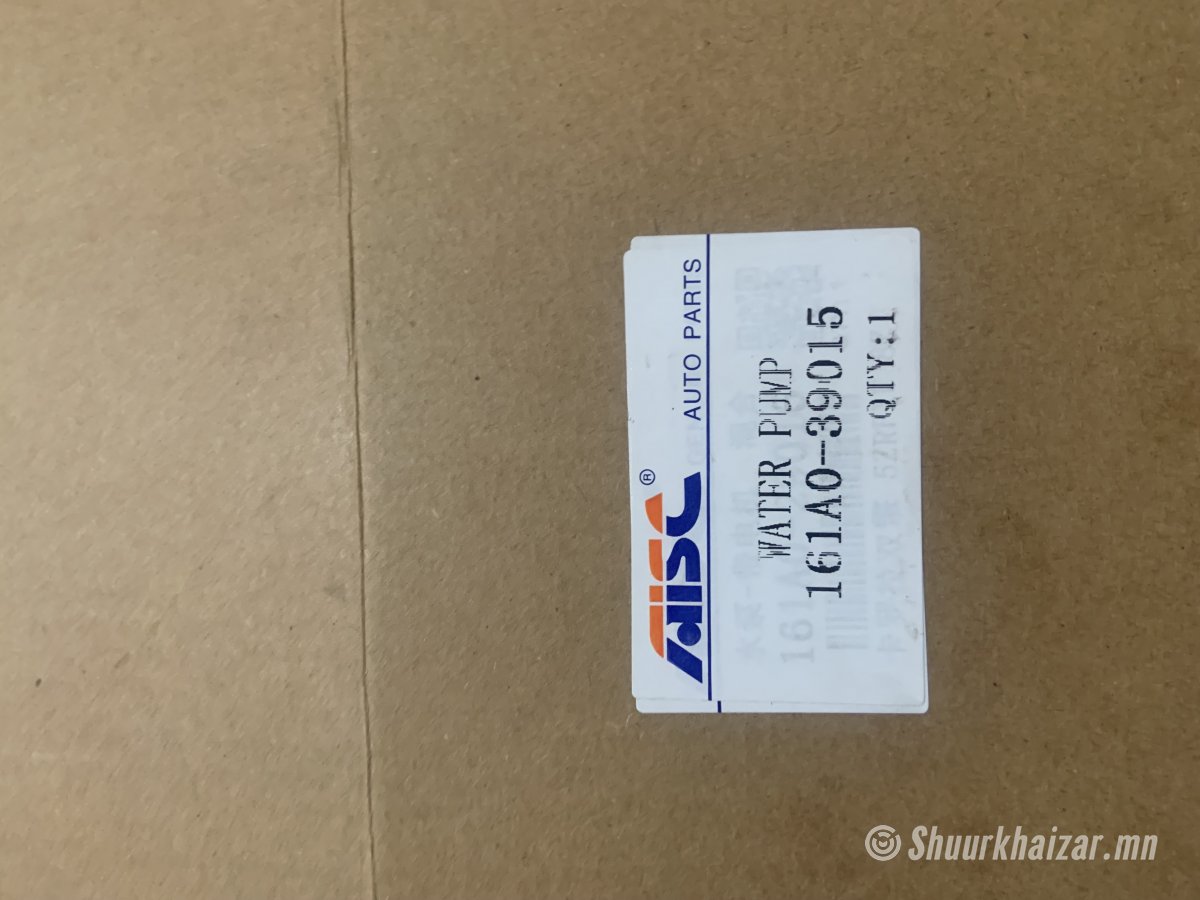 AISC®
AUTO PARTS
WATER PUMP
161A0-39015
QTY:1
Shuurkhaizar.mn